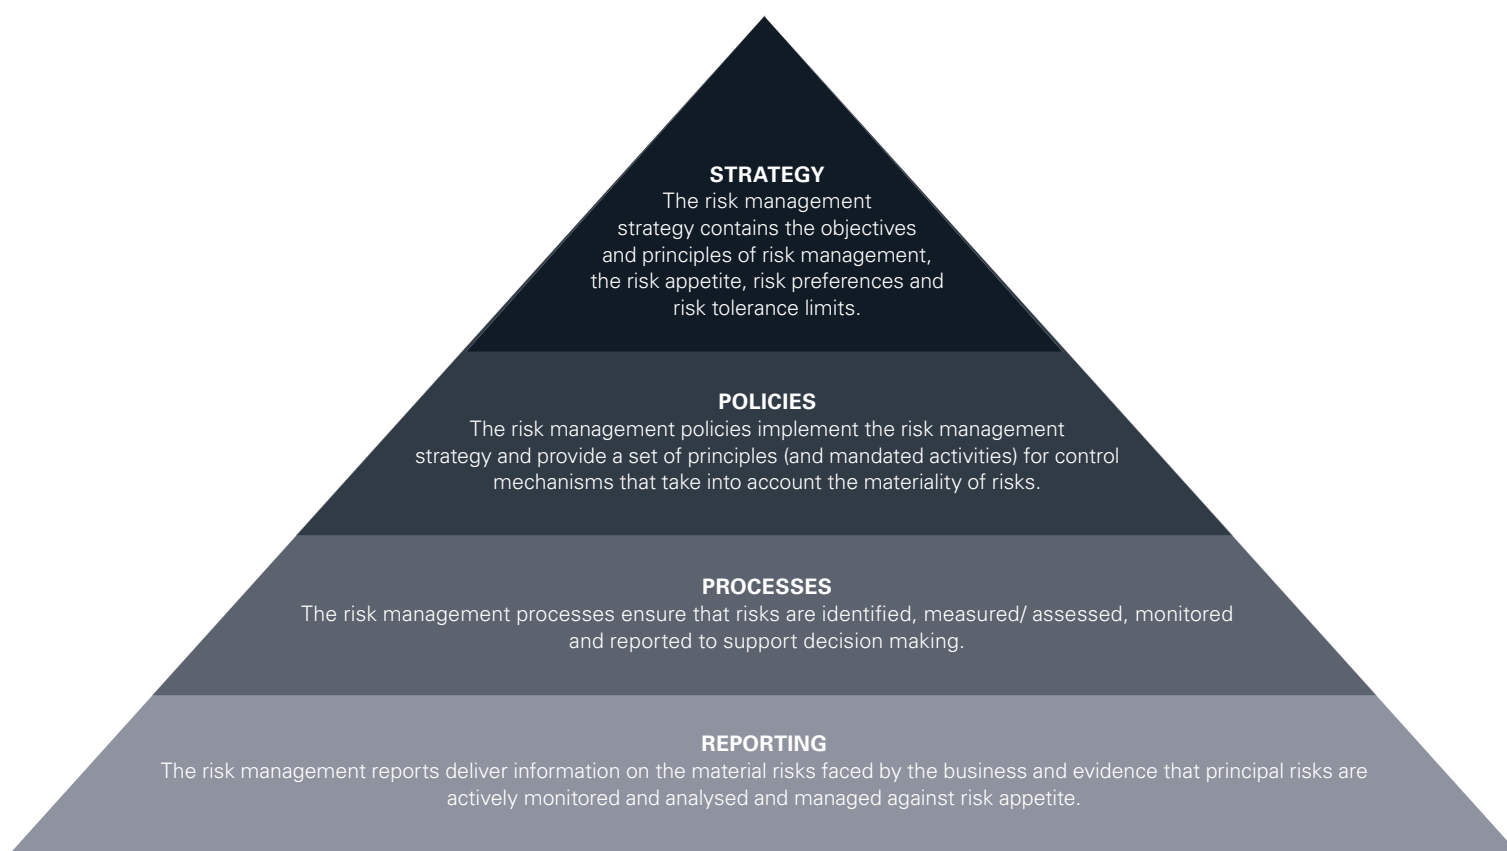 STRATEGY
The risk management
strategy contains the objectives
and principles of risk management,
the risk appetite, risk preferences and
risk tolerance limits.
POLICIES
The risk management policies implement the risk management
strategy and provide a set of principles (and mandated activities) for control
mechanisms that take into account the materiality of risks.
PROCESSES
The risk management processes ensure that risks are identified, measured/ assessed, monitored
and reported to support decision making.
REPORTING
The risk management reports deliver information on the material risks faced by the business and evidence that principal risks are
actively monitored and analysed and managed against risk appetite.